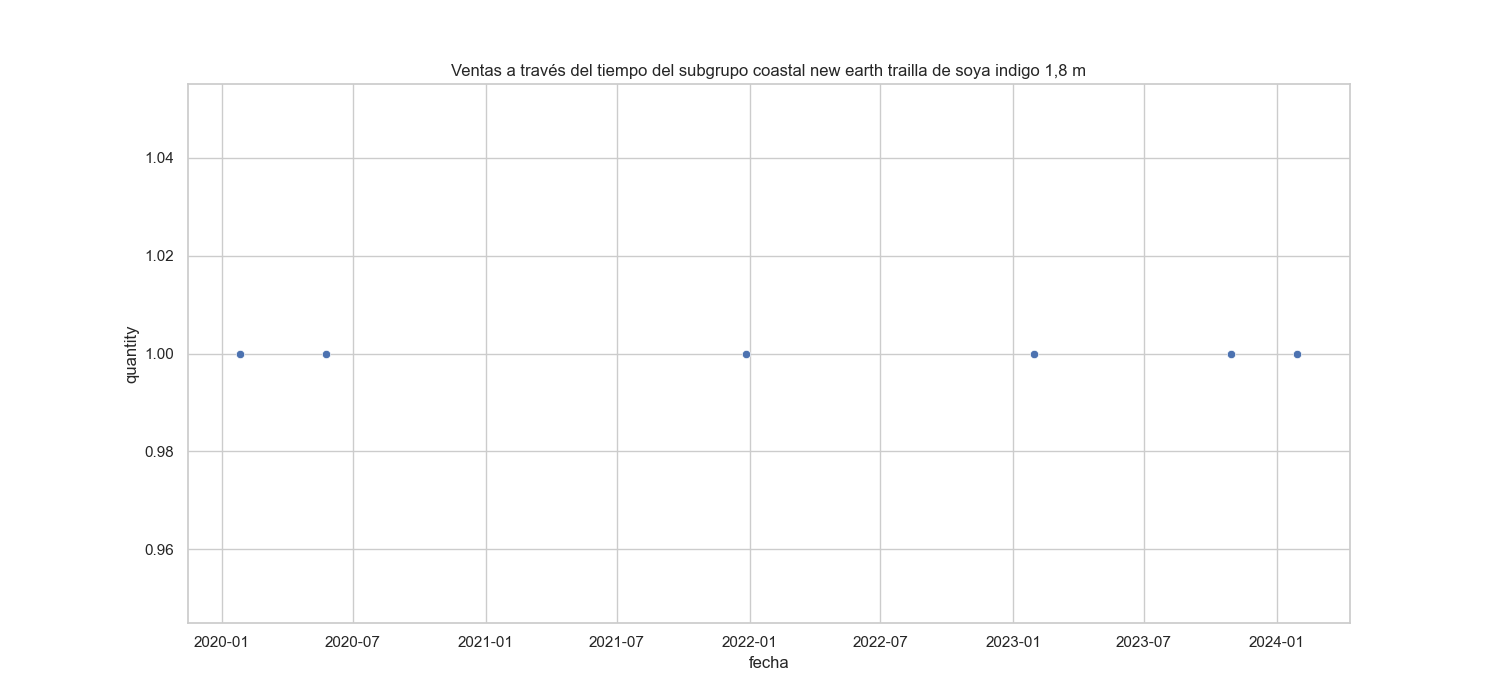 Ventas a través del tiempo del subgrupo coastal new earth trailla de soya indigo 1,8 m
1.04
1.02
1.00
0.98
0.96
quantity
2020-01 2020-07 2021-01 2021-07 2022-01 2022-07 2023-01 2023-07 2024-01
fecha